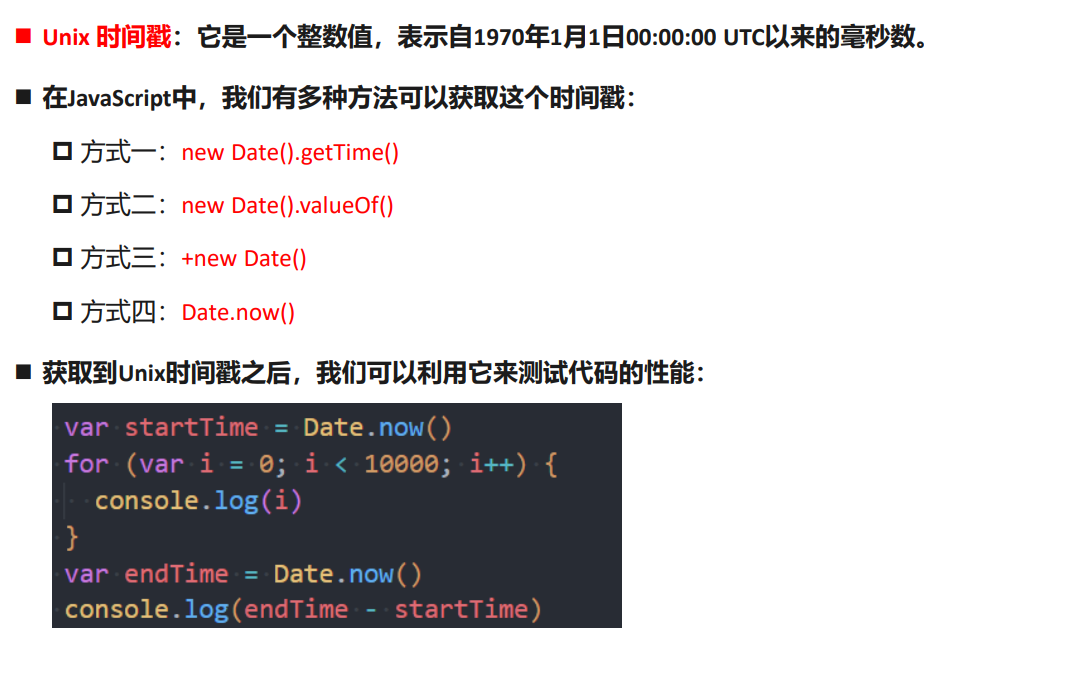 Unix 时间戳：它是一个整数值，表示自1970年1月1日00:00:00 UTC以来的毫秒数。
在JavaScript中，我们有多种方法可以获取这个时间戳：
方式一：new Date().getTime()
方式二：new Date().valueOf()
方式三：+new Date()
方式四：Date.now()
获取到Unix时间戳之后，我们可以利用它来测试代码的性能：
var startTime = Date.now()
for (var i = 0; i < 10000; i++) {
  console.log(i)
}
var endTime = Date.now()
console.log(endTime - startTime)